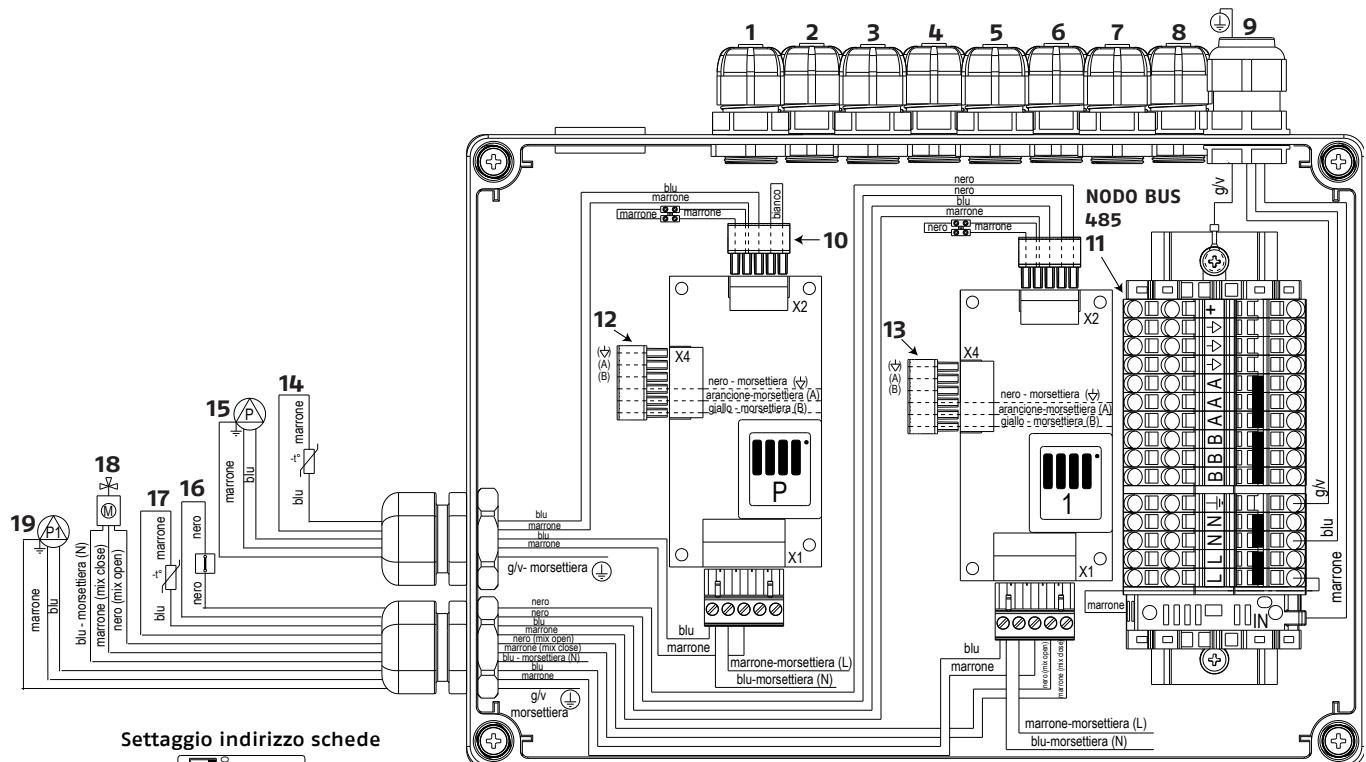 1 2 3 4 5 6 7 8 9
NODO BUS
485
11
g/v
blu
marrone
marrone
marrone
bianco
10
X2
12
(A)
(B)
X4
nero - morsettiera
arancione-morsettiera (A)
giallo - morsettiera (B)
P
X1
nero
nero
blu
marrone
nero
marrone
X2
13
(A)
(B)
X4
nero - morsettiera
arancione-morsettiera (A)
giallo - morsettiera (B)
1
X1
+
A
A
A
B
B
B
N
N
L
L
L
IN
g/v
blu
marrone
marrone
14
marrone
-t°
blu
15
P
marrone
blu
16
nero
nero
17
marrone
-t°
blu
18
M
blu - morsettiera (N)
marrone (mix close)
nero (mix open)
19
P1
marrone
blu
blu
marrone
blu
marrone
g/v- morsettiera
nero
nero
blu
marrone
nero (mix open)
marrone (mix close)
blu - morsettiera (N)
blu
marrone
g/v
morsettiera
blu
marrone
marrone-morsettiera (L)
blu-morsettiera (N)
blu
marrone
nero (mix open)
marrone (mix close)
marrone-morsettiera (L)
blu-morsettiera (N)
Settaggio indirizzo schede